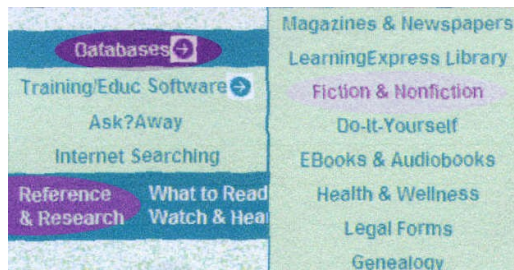 Databases
Training/Educ Software
Ask?Away
Internet Searching
Reference
& Research
What to Read
Watch & Hear
Magazines & Newspapers
LearningExpress Library
Fiction & Nonfiction
Do-It-Yourself
EBooks & Audiobooks
Health & Wellness
Legal Forms
Genealogy